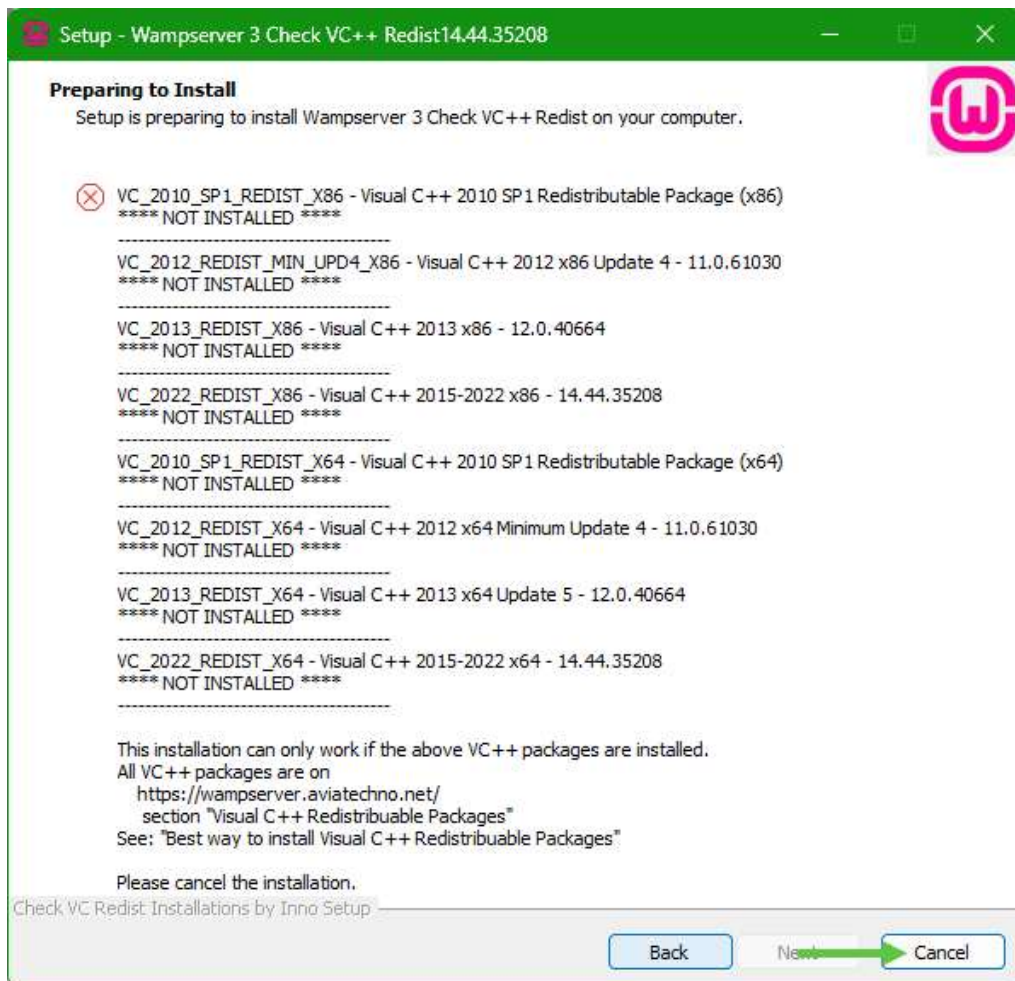 Setup - Wampserver 3 Check VC++ Redist14.44.35208
Preparing to Install
Setup is preparing to install Wampserver 3 Check VC++ Redist on your computer.
VC_2010_SP1_REDIST_X86 - Visual C++ 2010 SP1 Redistributable Package (x86)
**** NOT INSTALLED ****
----------------------------------------
VC_2012_REDIST_MIN_UPD4_X86 - Visual C++ 2012 x86 Update 4 - 11.0.61030
**** NOT INSTALLED ****
----------------------------------------
VC_2013_REDIST_X86 - Visual C++ 2013 x86 - 12.0.40664
**** NOT INSTALLED ****
----------------------------------------
VC_2022_REDIST_X86 - Visual C++ 2015-2022 x86 - 14.44.35208
**** NOT INSTALLED ****
----------------------------------------
VC_2010_SP1_REDIST_X64 - Visual C++ 2010 SP1 Redistributable Package (x64)
**** NOT INSTALLED ****
----------------------------------------
VC_2012_REDIST_X64 - Visual C++ 2012 x64 Minimum Update 4 - 11.0.61030
**** NOT INSTALLED ****
----------------------------------------
VC_2013_REDIST_X64 - Visual C++ 2013 x64 Update 5 - 12.0.40664
**** NOT INSTALLED ****
----------------------------------------
VC_2022_REDIST_X64 - Visual C++ 2015-2022 x64 - 14.44.35208
**** NOT INSTALLED ****
----------------------------------------
This installation can only work if the above VC++ packages are installed.
All VC++ packages are on
https://wampserver.aviatechno.net/
section "Visual C++ Redistribuable Packages"
See: "Best way to install Visual C++ Redistribuable Packages"
Please cancel the installation.
Check VC Redist Installations by Inno Setup
Back
Next
Cancel